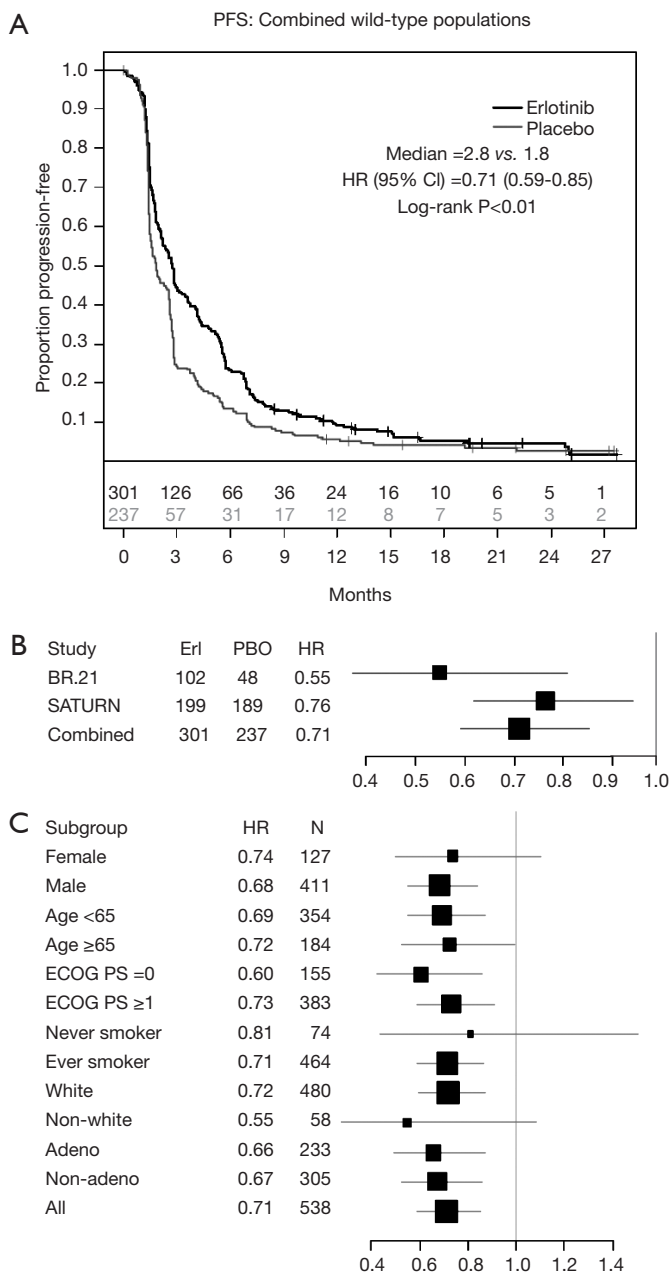 A
PFS: Combined wild-type populations
1.0
0.9
0.8
0.7
0.6
0.5
0.4
0.3
0.2
0.1
Proportion progression-free
Erlotinib
Placebo
Median =2.8 vs. 1.8
HR (95% CI) =0.71 (0.59-0.85)
Log-rank P<0.01
301 126 66 36 24 16 10 6 5 1
237 57 31 17 12 8 7 5 3 2
0 3 6 9 12 15 18 21 24 27
Months
B
Study Erl PBO HR
BR.21 102 48 0.55
SATURN 199 189 0.76
Combined 301 237 0.71
0.4 0.5 0.6 0.7 0.8 0.9 1.0
C
Subgroup HR N
Female 0.74 127
Male 0.68 411
Age <65 0.69 354
Age ≥65 0.72 184
ECOG PS =0 0.60 155
ECOG PS ≥1 0.73 383
Never smoker 0.81 74
Ever smoker 0.71 464
White 0.72 480
Non-white 0.55 58
Adeno 0.66 233
Non-adeno 0.67 305
All 0.71 538
0.4 0.6 0.8 1.0 1.2 1.4